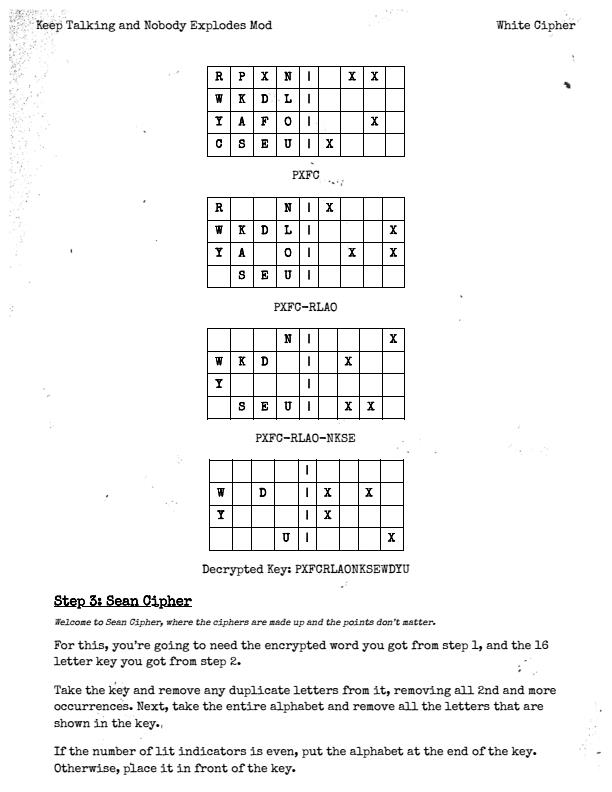 Keep Talking and Nobody Explodes Mod White Cipher
R P X N | X X
W K D L |
Y A F O | X
C S E U | X
PXFC
R N | X
W K D L | X
Y A O | X X
S E U |
PXFC-RLAO
N | X
W K D | X
Y |
S E U | X X
PXFC-RLAO-NKSE
|
W D | X X
Y | X
U | X
Decrypted Key: PXFCRLAONKSEWDYU
Step 3: Sean Cipher
Welcome to Sean Cipher, where the ciphers are made up and the points don't matter.
For this, you're going to need the encrypted word you got from step 1, and the 16
letter key you got from step 2.
Take the key and remove any duplicate letters from it, removing all 2nd and more
occurrences. Next, take the entire alphabet and remove all the letters that are
shown in the key.
If the number of lit indicators is even, put the alphabet at the end of the key.
Otherwise, place it in front of the key.